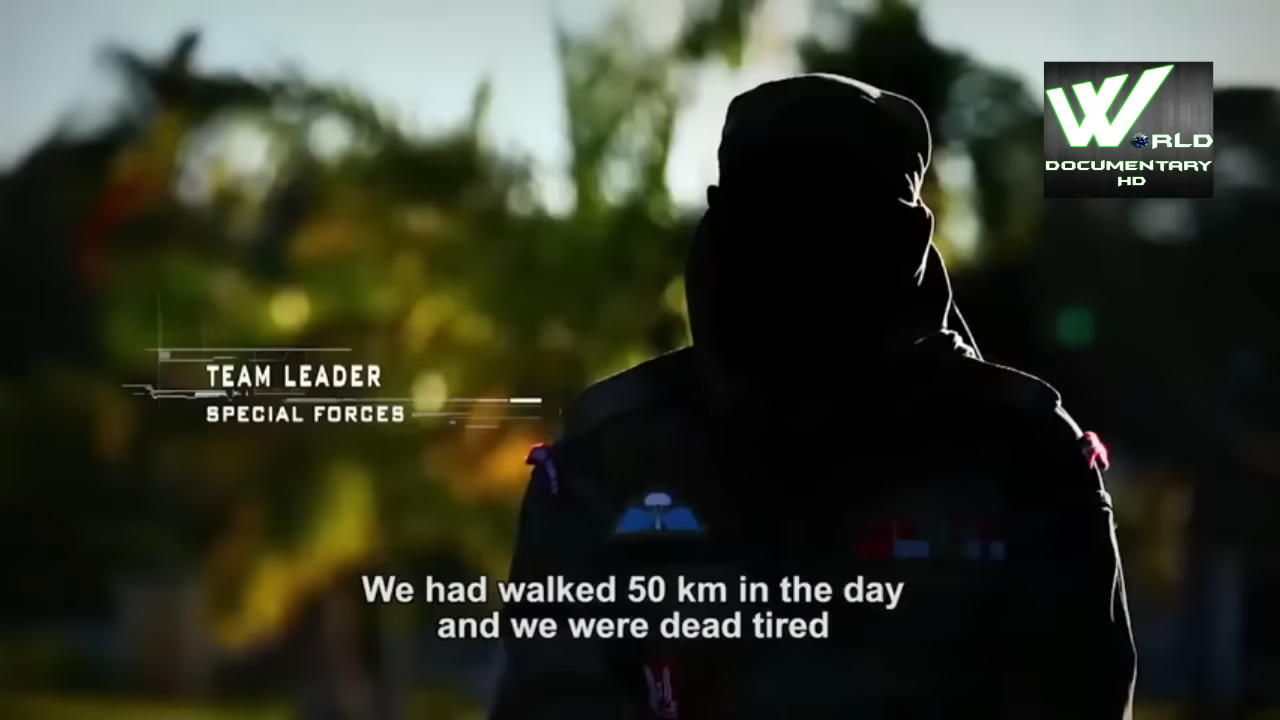 WORLD
DOCUMENTARY
HD
TEAM LEADER
SPECIAL FORCES
We had walked 50 km in the day
and we were dead tired